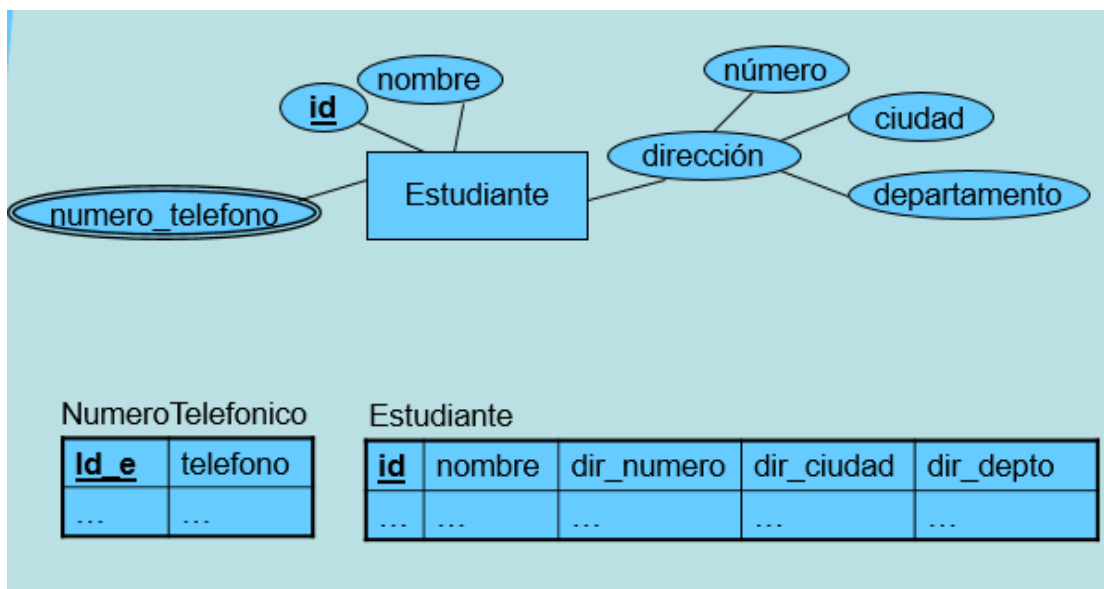 nombre
id
número
ciudad
dirección
departamento
Estudiante
numero_telefono
NumeroTelefonico
Id_e telefono
... ...
Estudiante
id nombre dir_numero dir_ciudad dir_depto
... ... ... ... ...